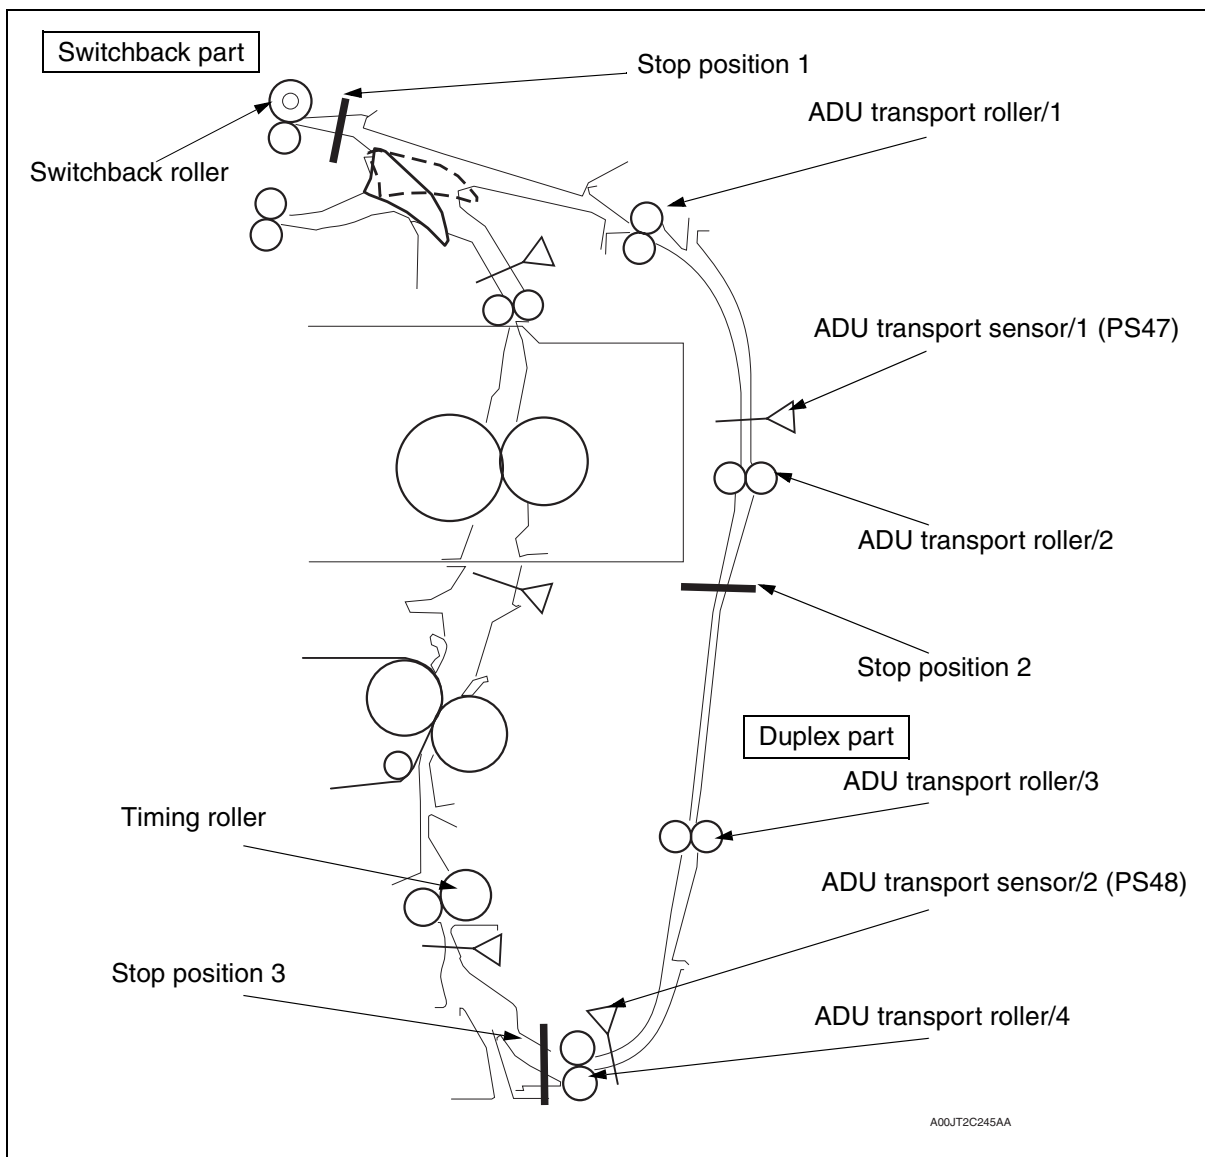 Switchback part
Stop position 1
ADU transport roller/1
Switchback roller
ADU transport sensor/1 (PS47)
ADU transport roller/2
Stop position 2
Duplex part
ADU transport roller/3
Timing roller
ADU transport sensor/2 (PS48)
Stop position 3
ADU transport roller/4
A00JT2C245AA